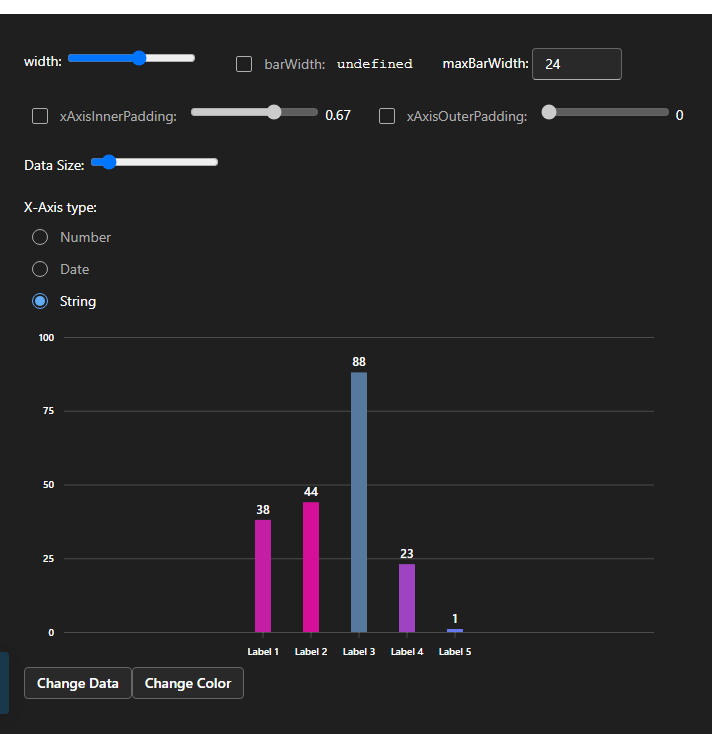 width: barWidth: undefined maxBarWidth: 24
xAxisInnerPadding: 0.67 xAxisOuterPadding: 0
Data Size:
X-Axis type:
Number
Date
String
100
88
75
50
44
38
25
23
1
0
Label 1 Label 2 Label 3 Label 4 Label 5
Change Data Change Color